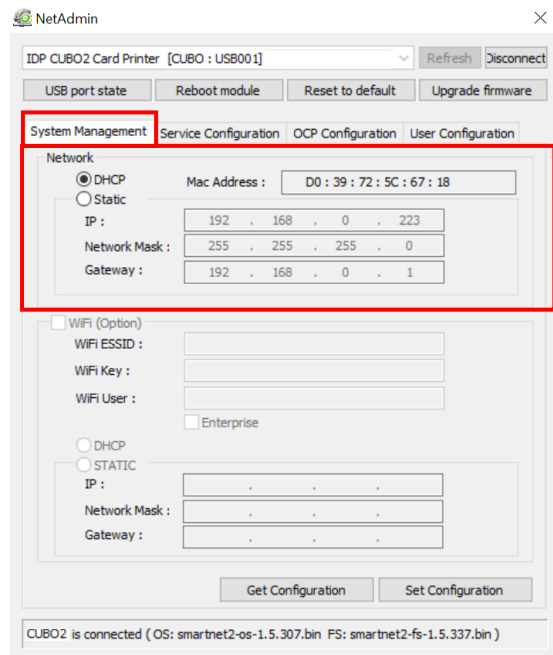 NetAdmin
IDP CUBO2 Card Printer [CUBO : USB001] Refresh Disconnect
USB port state Reboot module Reset to default Upgrade firmware
System Management Service Configuration OCP Configuration User Configuration
Network
DHCP Mac Address : D0 : 39 : 72 : 5C : 67 : 18
Static
IP : 192 . 168 . 0 . 223
Network Mask : 255 . 255 . 255 . 0
Gateway : 192 . 168 . 0 . 1
WiFi (Option)
WiFi ESSID :
WiFi Key :
WiFi User :
Enterprise
DHCP
STATIC
IP : . . .
Network Mask : . . .
Gateway : . . .
Get Configuration Set Configuration
CUBO2 is connected ( OS: smartnet2-os-1.5.307.bin FS: smartnet2-fs-1.5.337.bin )